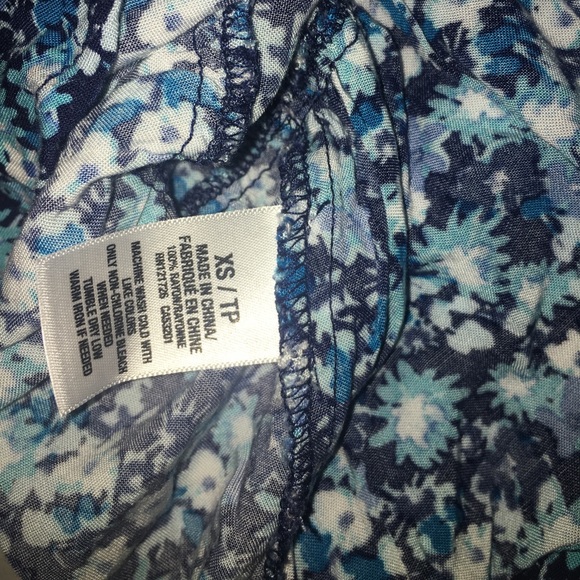 XS / TP
MADE IN CHINA/
FABRIQUÉ EN CHINE
100% RAYON/RAYONNE
RN127726 CA53201
MACHINE WASH COLD WITH
LIKE COLORS
ONLY NON-CHLORINE BLEACH
WHEN NEEDED
TUMBLE DRY LOW
WARM IRON IF NEEDED